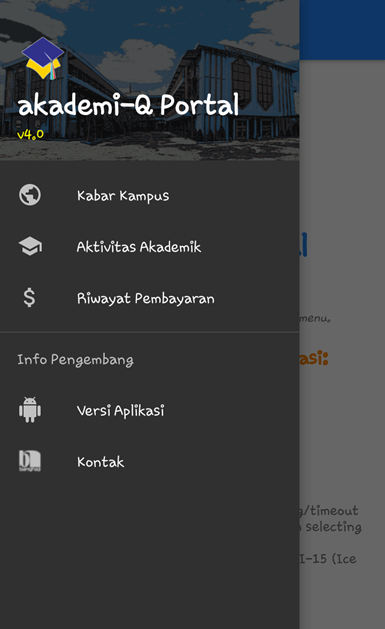 akademi-Q Portal
v4.0
Kabar Kampus
Aktivitas Akademik
Riwayat Pembayaran
menu,
asi:
Info Pengembang
Versi Aplikasi
Kontak
g/timeout
selecting
I-15 (Ice